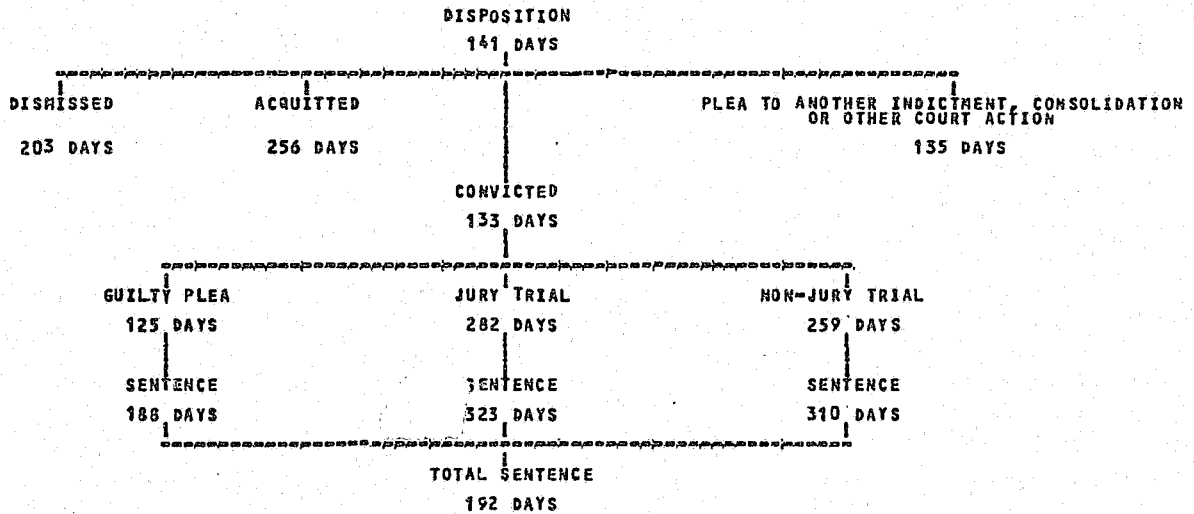 DISPOSITION
141 DAYS
DISMISSED ACQUITTED PLEA TO ANOTHER INDICTMENT, CONSOLIDATION
OR OTHER COURT ACTION
203 DAYS 256 DAYS 135 DAYS
CONVICTED
133 DAYS
GUILTY PLEA JURY TRIAL NON-JURY TRIAL
125 DAYS 282 DAYS 259 DAYS
SENTENCE SENTENCE SENTENCE
188 DAYS 323 DAYS 310 DAYS
TOTAL SENTENCE
192 DAYS